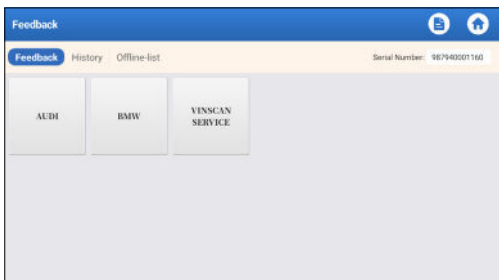 Feedback
Feedback History Offline-list Serial Number: 987940001160
AUDI BMW VINSCAN SERVICE